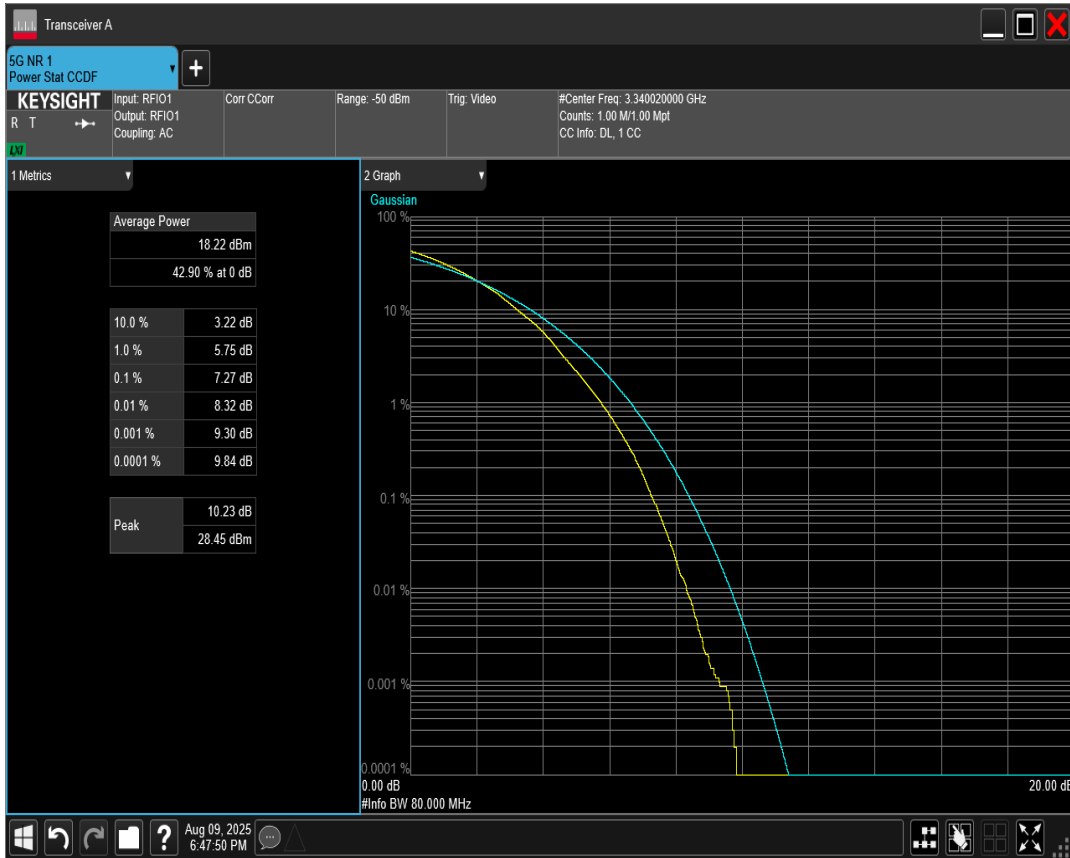 Transceiver A
5G NR 1
Power Stat CCDF
+
KEYSIGHT
R T
LXI
Input: RFIO1
Output: RFIO1
Coupling: AC
Corr CCorr
Range: -50 dBm
Trig: Video
#Center Freq: 3.340020000 GHz
Counts: 1.00 M/1.00 Mpt
CC Info: DL, 1 CC
1 Metrics
Average Power
18.22 dBm
42.90 % at 0 dB
10.0 % 3.22 dB
1.0 % 5.75 dB
0.1 % 7.27 dB
0.01 % 8.32 dB
0.001 % 9.30 dB
0.0001 % 9.84 dB
Peak
10.23 dB
28.45 dBm
2 Graph
Gaussian
100 %
10 %
1 %
0.1 %
0.01 %
0.001 %
0.0001 %
0.00 dB 20.00 dB
#Info BW 80.000 MHz
?
Aug 09, 2025
6:47:50 PM